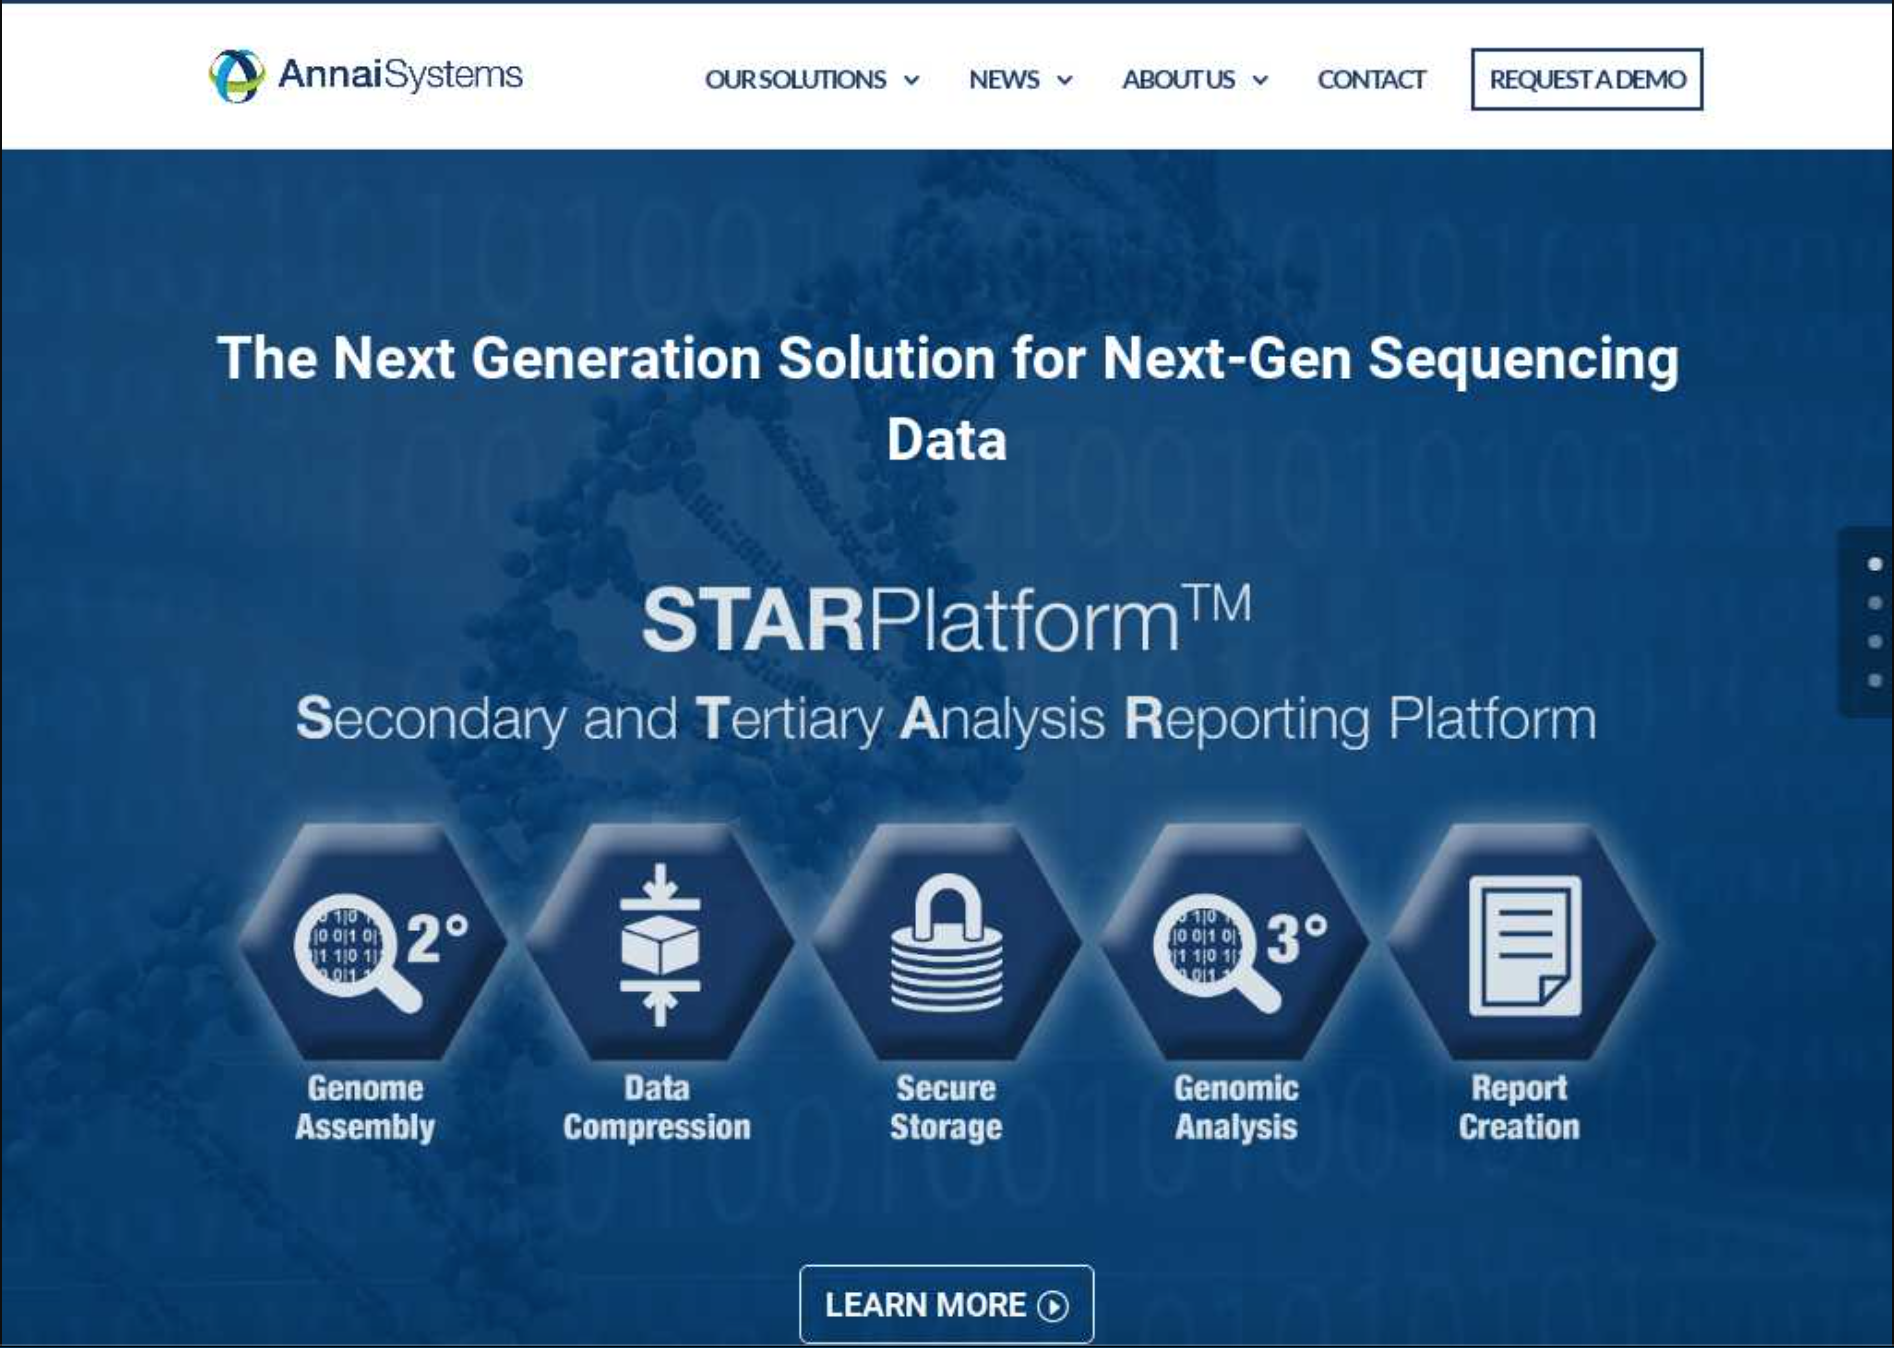 AnnaiSystems
OUR SOLUTIONS
NEWS
ABOUT US
CONTACT
REQUEST A DEMO
The Next Generation Solution for Next-Gen Sequencing
Data
STARPlatform™
Secondary and Tertiary Analysis Reporting Platform
2°
3°
Genome
Assembly
Data
Compression
Secure
Storage
Genomic
Analysis
Report
Creation
LEARN MORE